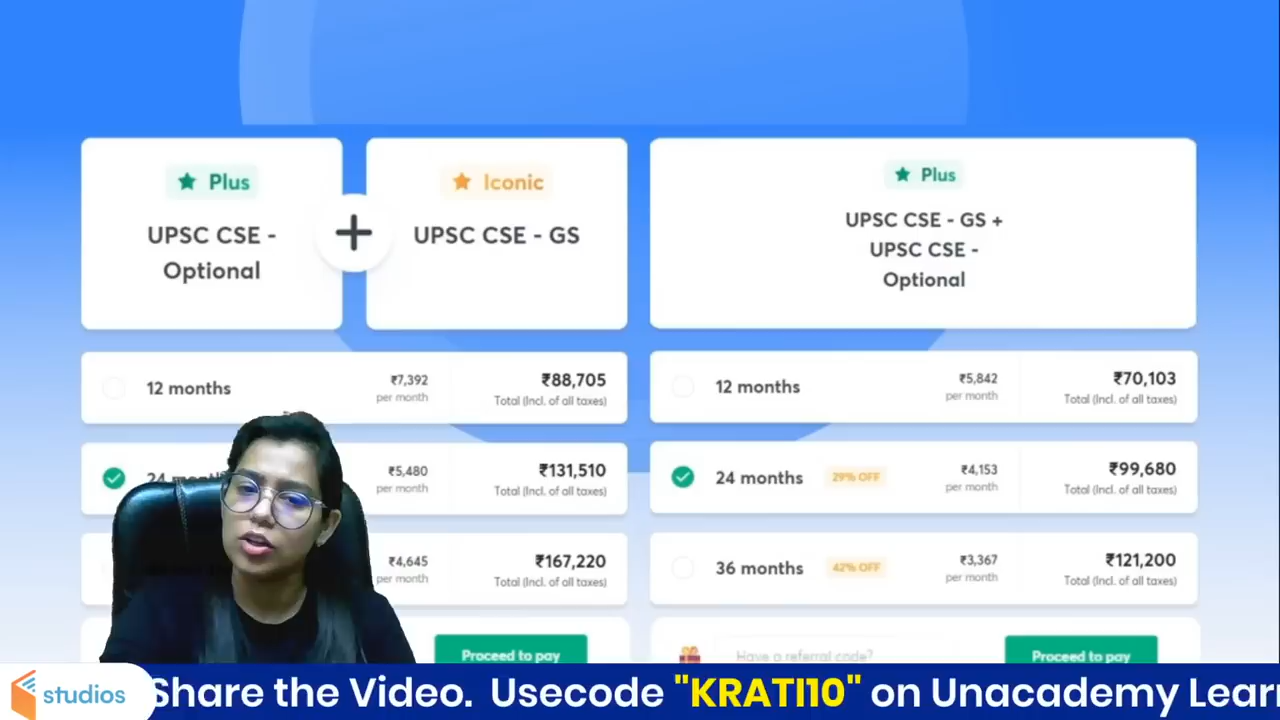 Plus
UPSC CSE -
Optional
+
Iconic
UPSC CSE - GS
Plus
UPSC CSE - GS +
UPSC CSE -
Optional
12 months
₹7,392
per month
₹88,705
Total (Incl. of all taxes)
₹5,480
per month
₹131,510
Total (Incl. of all taxes)
₹4,645
per month
₹167,220
Total (Incl. of all taxes)
Proceed to pay
12 months
₹5,842
per month
₹70,103
Total (Incl. of all taxes)
24 months
29% OFF
₹4,153
per month
₹99,680
Total (Incl. of all taxes)
36 months
42% OFF
₹3,367
per month
₹121,200
Total (Incl. of all taxes)
Have a referral code?
Proceed to pay
studios
Share the Video. Usecode "KRATI10" on Unacademy Lear